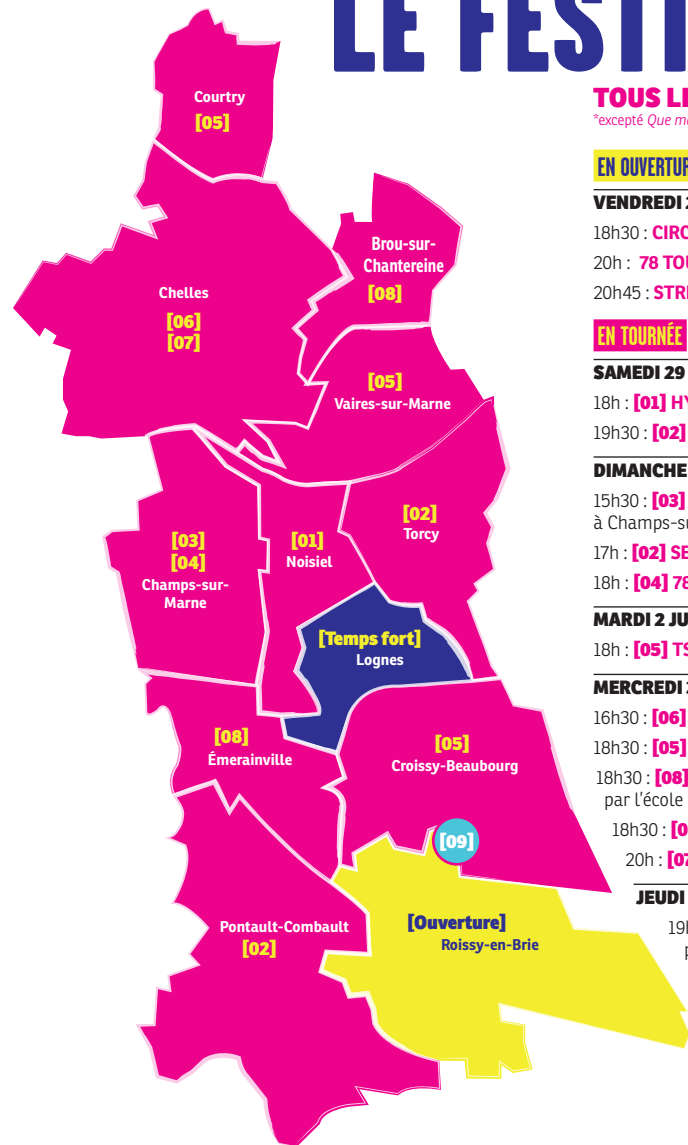 LE FESTI
TOUS LE
*excepté Que m
EN OUVERTUR
VENDREDI 2
18h30 : CIRC
20h : 78 TOU
20h45 : STRE
EN TOURNÉE
SAMEDI 29
18h : [01] HY
19h30 : [02]
DIMANCHE
15h30 : [03]
à Champs-su
17h : [02] SE
18h : [04] 78
MARDI 2 JU
18h : [05] TS
MERCREDI
16h30 : [06]
18h30 : [05]
18h30 : [08]
par l'école
18h30 : [0
20h : [07
JEUDI
19h
Courtry
[05]
Brou-sur-
Chantereine
[08]
Chelles
[06]
[07]
[05]
Vaires-sur-Marne
[02]
Torcy
[01]
Noisiel
[03]
[04]
Champs-sur-
Marne
[Temps fort]
Lognes
[08]
Émerainville
[05]
Croissy-Beaubourg
[09]
[Ouverture]
Roissy-en-Brie
Pontault-Combault
[02]